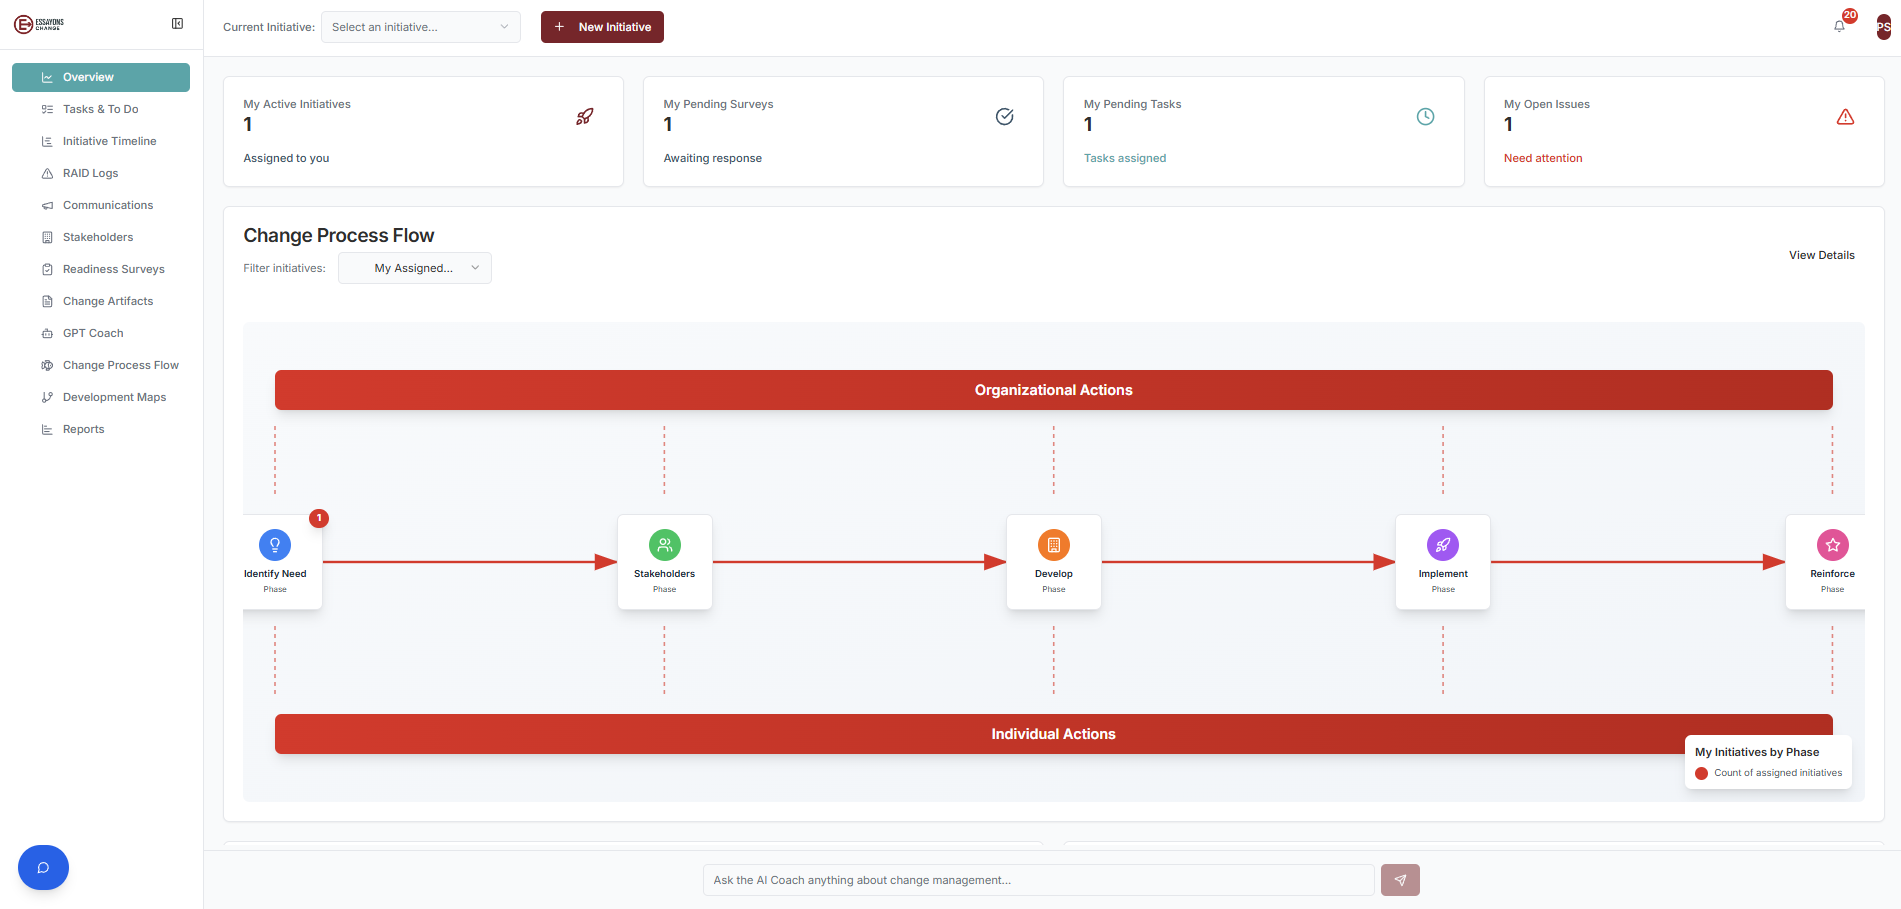 ESSAYONS
CHANGE
Current Initiative:
Select an initiative...
+ New Initiative
20
PS
Overview
Tasks & To Do
Initiative Timeline
RAID Logs
Communications
Stakeholders
Readiness Surveys
Change Artifacts
GPT Coach
Change Process Flow
Development Maps
Reports
My Active Initiatives
1
Assigned to you
My Pending Surveys
1
Awaiting response
My Pending Tasks
1
Tasks assigned
My Open Issues
1
Need attention
Change Process Flow
Filter initiatives:
My Assigned...
View Details
Organizational Actions
1
Identify Need
Phase
Stakeholders
Phase
Develop
Phase
Implement
Phase
Reinforce
Phase
Individual Actions
My Initiatives by Phase
Count of assigned initiatives
Ask the AI Coach anything about change management...